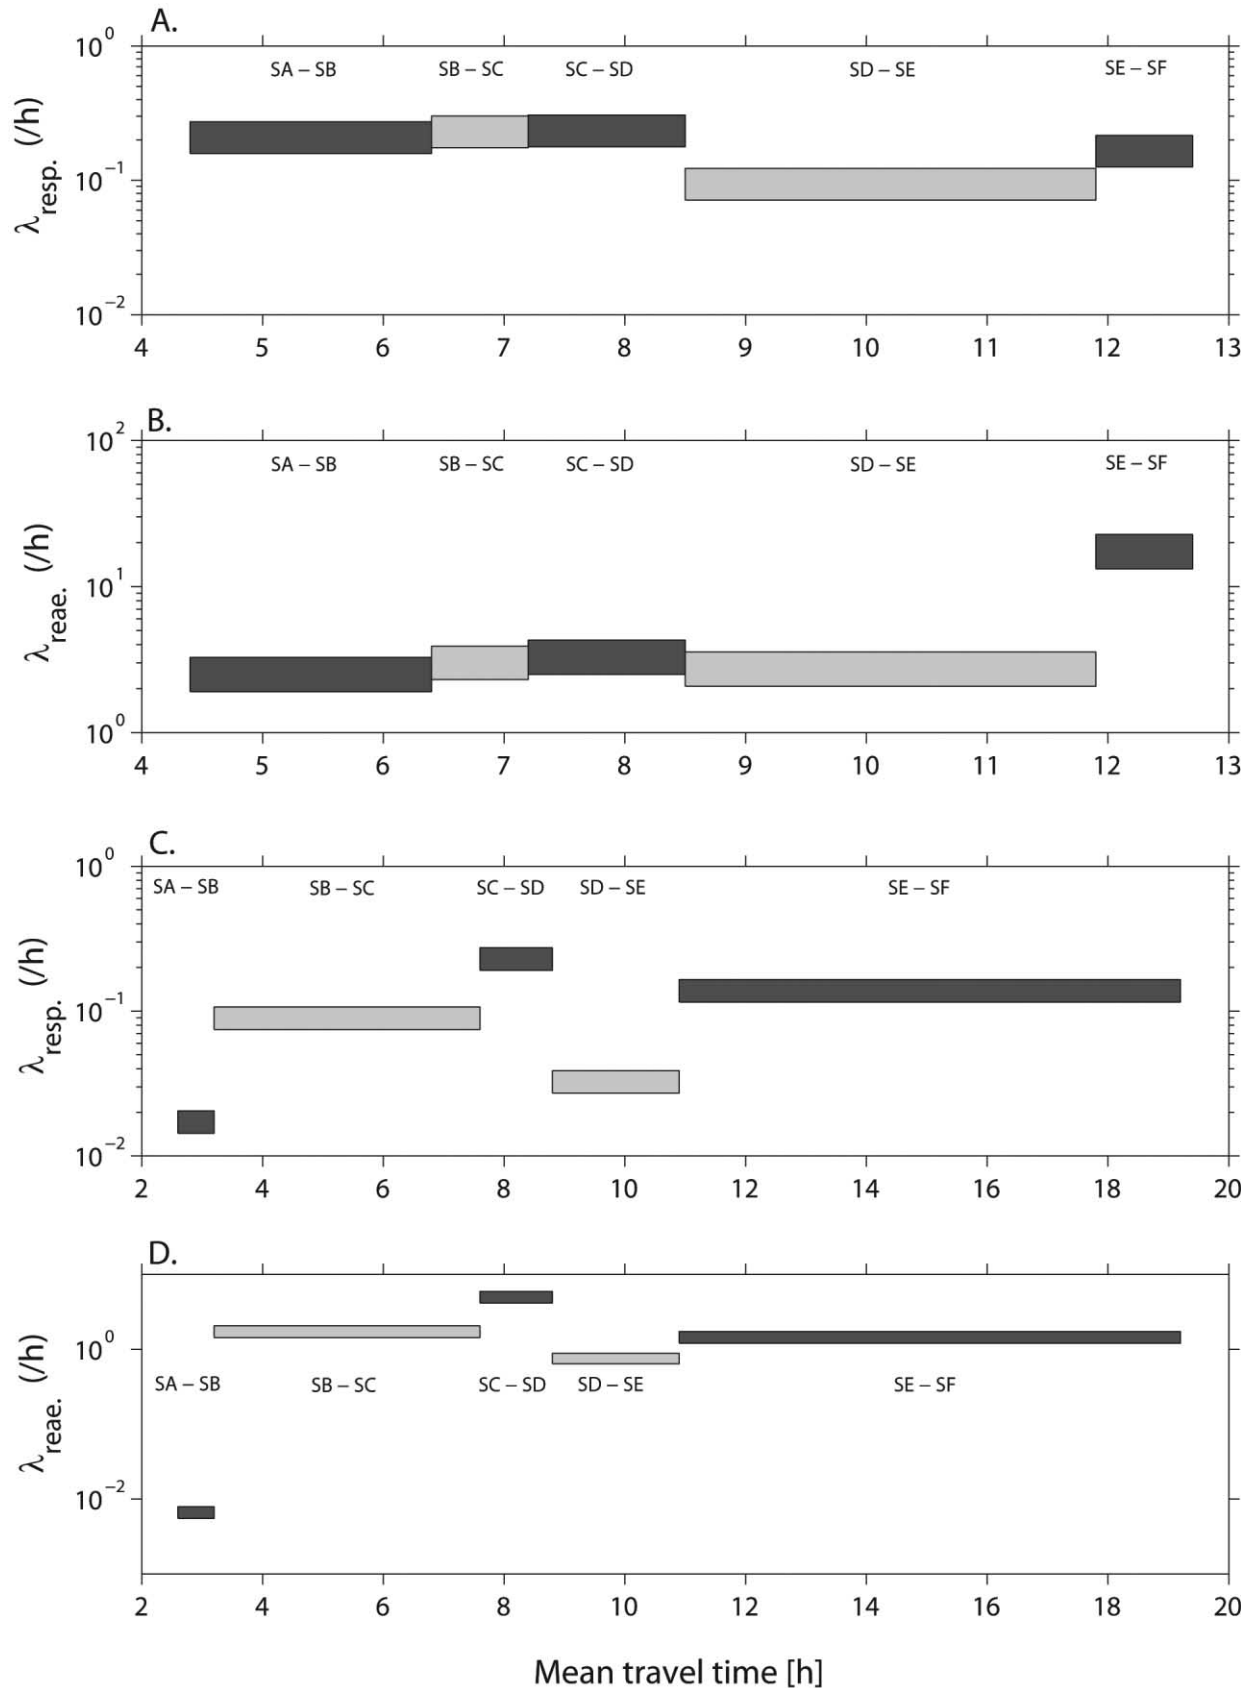 A.
10^0
SA – SB SB – SC SC – SD SD – SE SE – SF
λresp. (/h)
10^−1
10^−2
4 5 6 7 8 9 10 11 12 13
B.
10^2
SA – SB SB – SC SC – SD SD – SE SE – SF
λreae. (/h)
10^1
10^0
4 5 6 7 8 9 10 11 12 13
C.
10^0
SA – SB SB – SC SC – SD SD – SE SE – SF
λresp. (/h)
10^−1
10^−2
2 4 6 8 10 12 14 16 18 20
D.
10^0
λreae. (/h)
SA – SB SB – SC SC – SD SD – SE SE – SF
10^−2
2 4 6 8 10 12 14 16 18 20
Mean travel time [h]